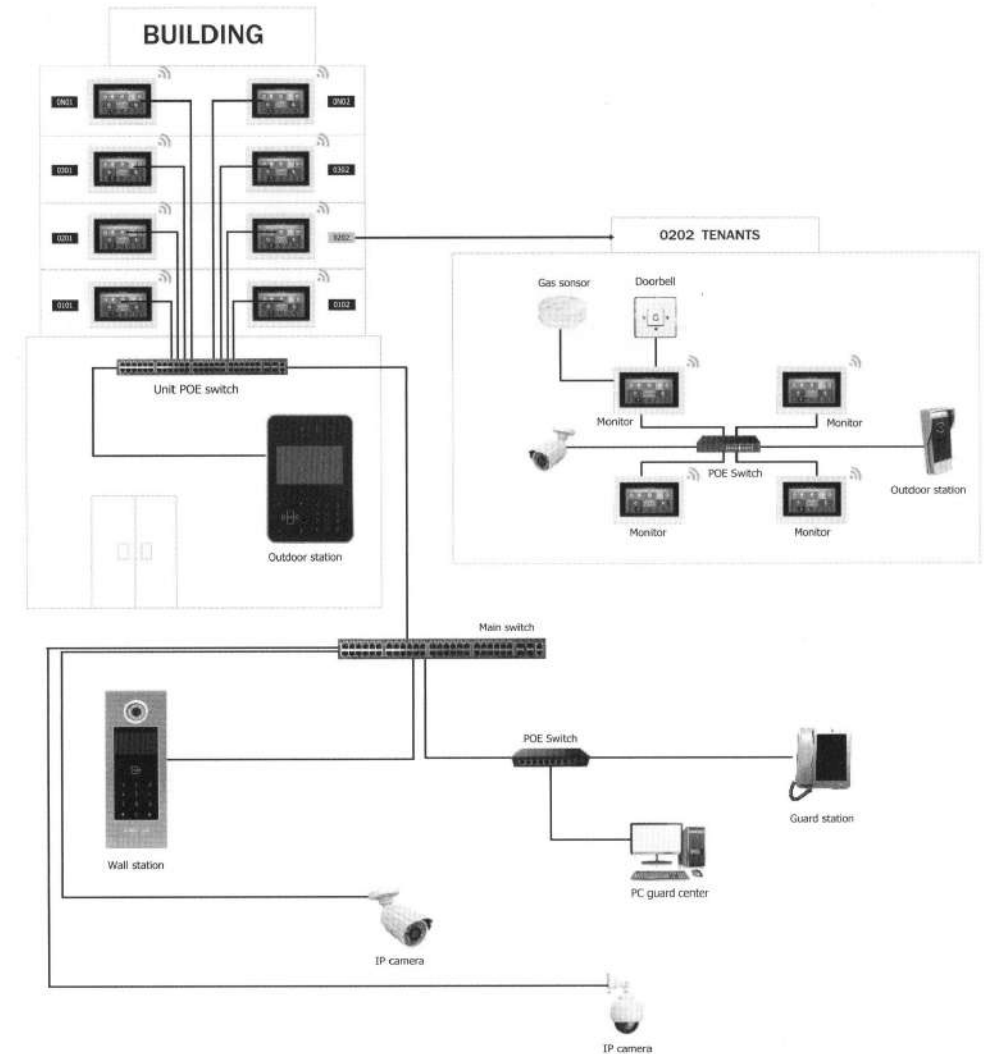 BUILDING
0N01
0N02
0301
0302
0201
0202
0101
0102
Unit POE switch
Outdoor station
0202 TENANTS
Gas sonsor
Doorbell
Monitor
Monitor
POE Switch
Outdoor station
Monitor
Monitor
Main switch
POE Switch
Guard station
Wall station
PC guard center
IP camera
IP camera